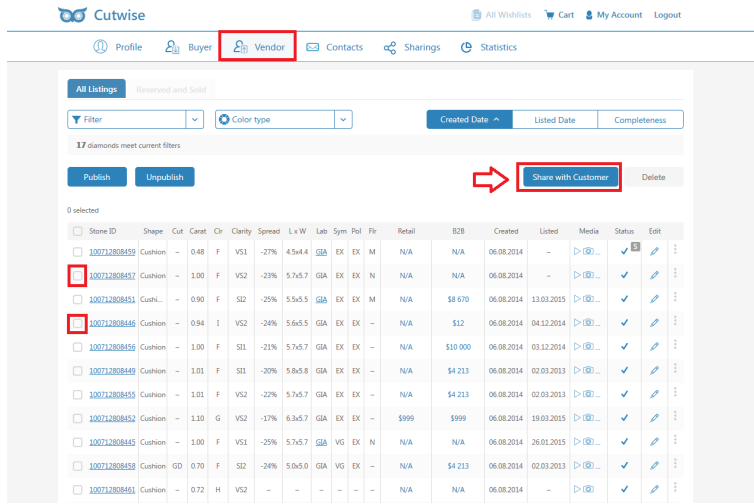 Cutwise
All Wishlists Cart My Account Logout
Profile Buyer Vendor Contacts Sharings Statistics
All Listings Reserved and Sold
Filter Color type Created Date Listed Date Completeness
17 diamonds meet current filters
Publish Unpublish Share with Customer Delete
0 selected
Stone ID Shape Cut Carat Clr Clarity Spread L x W Lab Sym Pol Flr Retail B2B Created Listed Media Status Edit
100712808459 Cushion – 0.48 F VS1 -27% 4.5x4.4 GIA EX EX M N/A N/A 06.08.2014 – ... S
100712808457 Cushion – 1.00 F VS2 -23% 5.7x5.7 GIA EX EX N N/A N/A 06.08.2014 – ...
100712808451 Cushi... – 0.90 F SI2 -25% 5.5x5.5 GIA EX EX M N/A $8 670 06.08.2014 13.03.2015 ...
100712808446 Cushion – 0.94 I VS2 -24% 5.6x5.5 GIA EX EX – N/A $12 06.08.2014 04.12.2014 ...
100712808456 Cushion – 1.00 F SI1 -21% 5.7x5.7 GIA EX EX – N/A $10 000 06.08.2014 03.12.2014 ...
100712808449 Cushion – 1.01 F SI1 -20% 5.8x5.8 GIA EX EX – N/A $4 213 06.08.2014 02.03.2013 ...
100712808455 Cushion – 1.01 F VS2 -22% 5.7x5.7 GIA EX EX – N/A $4 213 06.08.2014 02.03.2013 ...
100712808452 Cushion – 1.10 G VS2 -17% 6.3x5.7 GIA EX EX – $999 $999 06.08.2014 19.03.2015 ...
100712808445 Cushion – 1.00 F VS1 -25% 5.7x5.7 GIA VG EX N N/A N/A 06.08.2014 26.01.2015 ...
100712808458 Cushion GD 0.70 F SI2 -24% 5.0x5.0 GIA VG EX – N/A $4 213 06.08.2014 02.03.2013 ...
100712808461 Cushion – 0.72 H VS2 – – – – – – N/A N/A 06.08.2014 – ...